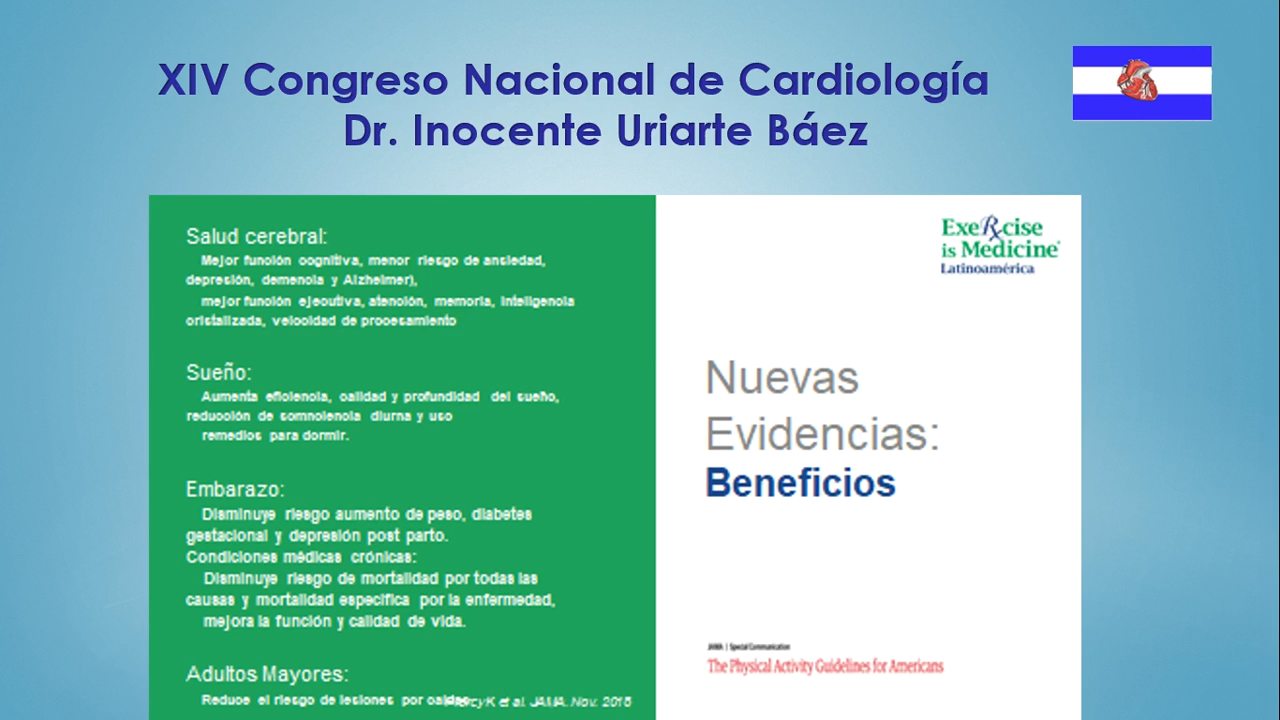 XIV Congreso Nacional de Cardiología
Dr. Inocente Uriarte Báez
Salud cerebral:
Mejor función cognitiva, menor riesgo de ansiedad,
depresión, demencia y Alzheimer),
mejor función ejecutiva, atención, memoria, inteligencia
cristalizada, velocidad de procesamiento
Sueño:
Aumenta eficiencia, calidad y profundidad del sueño,
reducción de somnolencia diurna y uso
remedios para dormir.
Embarazo:
Disminuye riesgo aumento de peso, diabetes
gestacional y depresión post parto.
Condiciones médicas crónicas:
Disminuye riesgo de mortalidad por todas las
causas y mortalidad específica por la enfermedad,
mejora la función y calidad de vida.
Adultos Mayores:
Reduce el riesgo de lesiones por caídas
K et al. JAMA. Nov.
ExeRcise
is Medicine
Latinoamérica
Nuevas
Evidencias:
Beneficios
JAMA | Special Communication
The Physical Activity Guidelines for Americans